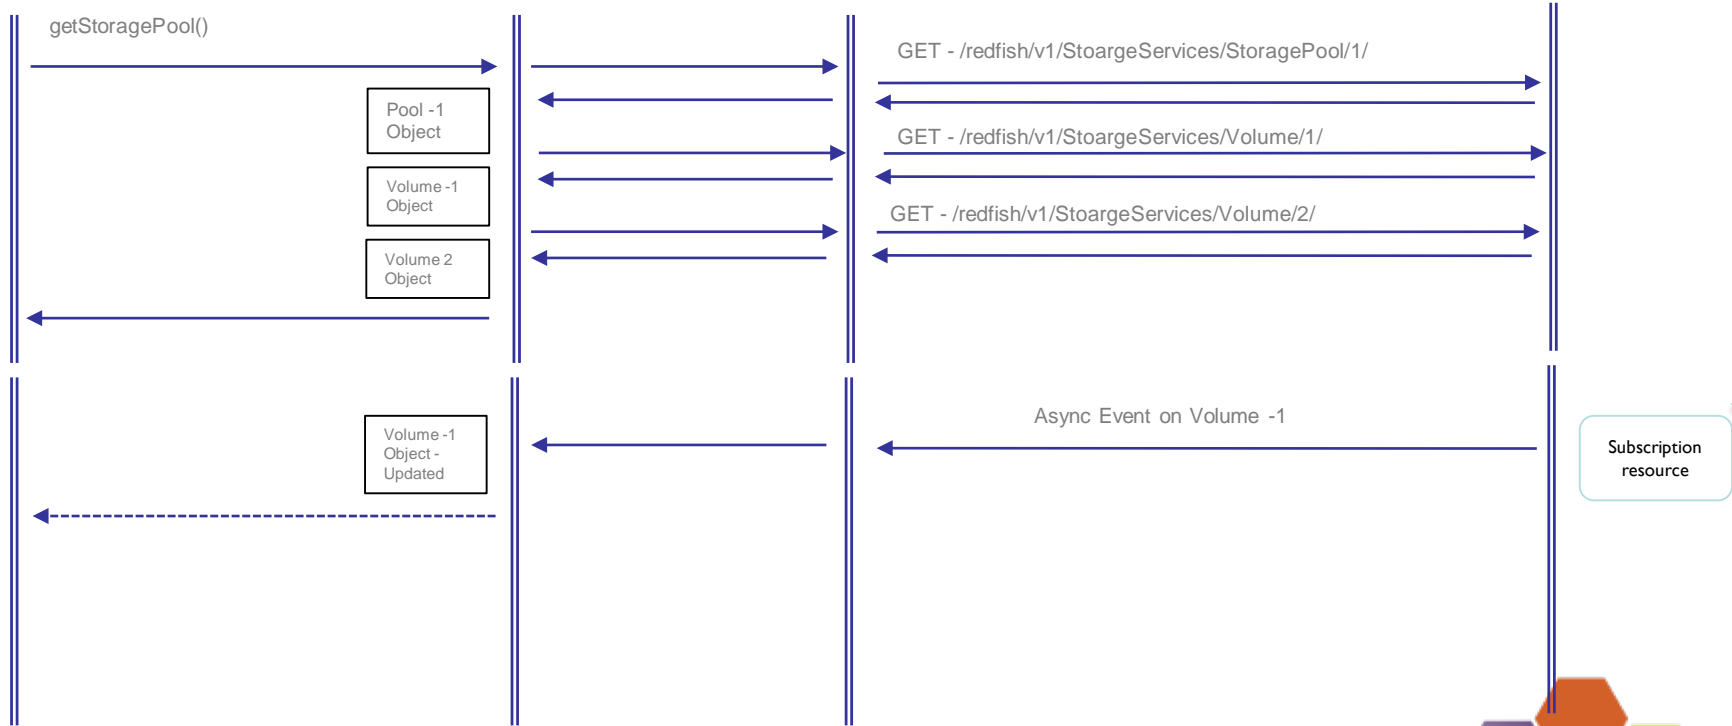 getStoragePool()
GET - /redfish/v1/StoargeServices/StoragePool/1/
Pool -1
Object
GET - /redfish/v1/StoargeServices/Volume/1/
Volume -1
Object
GET - /redfish/v1/StoargeServices/Volume/2/
Volume 2
Object
Async Event on Volume -1
Volume -1
Object -
Updated
Subscription
resource